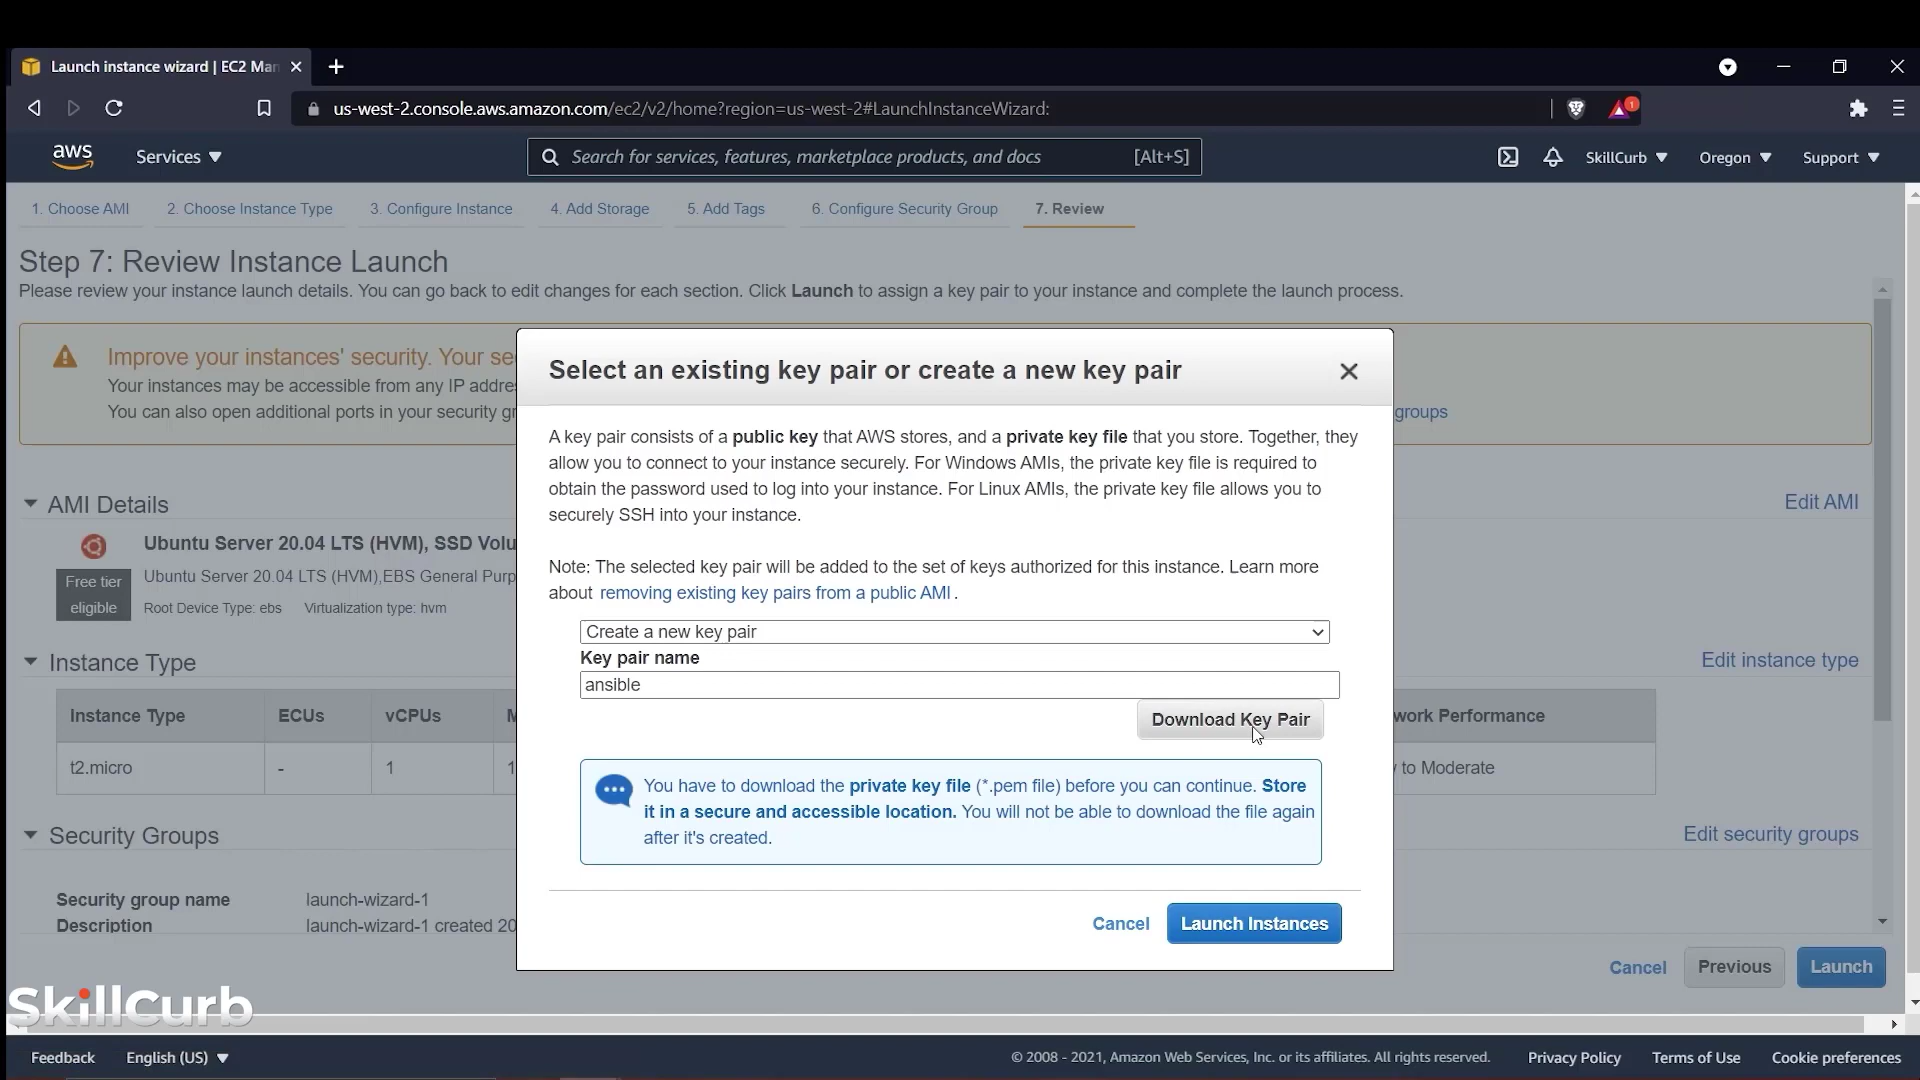 Launch instance wizard | EC2 Man
us-west-2.console.aws.amazon.com/ec2/v2/home?region=us-west-2#LaunchInstanceWizard:
1
aws
Services
Search for services, features, marketplace products, and docs
[Alt+S]
SkillCurb
Oregon
Support
1. Choose AMI
2. Choose Instance Type
3. Configure Instance
4. Add Storage
5. Add Tags
6. Configure Security Group
7. Review
Step 7: Review Instance Launch
Please review your instance launch details. You can go back to edit changes for each section. Click Launch to assign a key pair to your instance and complete the launch process.
Improve your instances' security. Your se
Your instances may be accessible from any IP addre
You can also open additional ports in your security gr
groups
Select an existing key pair or create a new key pair
A key pair consists of a public key that AWS stores, and a private key file that you store. Together, they
allow you to connect to your instance securely. For Windows AMIs, the private key file is required to
obtain the password used to log into your instance. For Linux AMIs, the private key file allows you to
securely SSH into your instance.
Note: The selected key pair will be added to the set of keys authorized for this instance. Learn more
about removing existing key pairs from a public AMI .
Create a new key pair
Key pair name
ansible
Download Key Pair
You have to download the private key file (*.pem file) before you can continue. Store
it in a secure and accessible location. You will not be able to download the file again
after it's created.
Cancel
Launch Instances
AMI Details
Edit AMI
Ubuntu Server 20.04 LTS (HVM), SSD Volu
Free tier
eligible
Ubuntu Server 20.04 LTS (HVM),EBS General Purp
Root Device Type: ebs
Virtualization type: hvm
Instance Type
Edit instance type
Instance Type
ECUs
vCPUs
M
work Performance
t2.micro
-
1
1
to Moderate
Security Groups
Edit security groups
Security group name
launch-wizard-1
Description
launch-wizard-1 created 20
Cancel
Previous
Launch
SkillCurb
Feedback
English (US)
© 2008 - 2021, Amazon Web Services, Inc. or its affiliates. All rights reserved.
Privacy Policy
Terms of Use
Cookie preferences